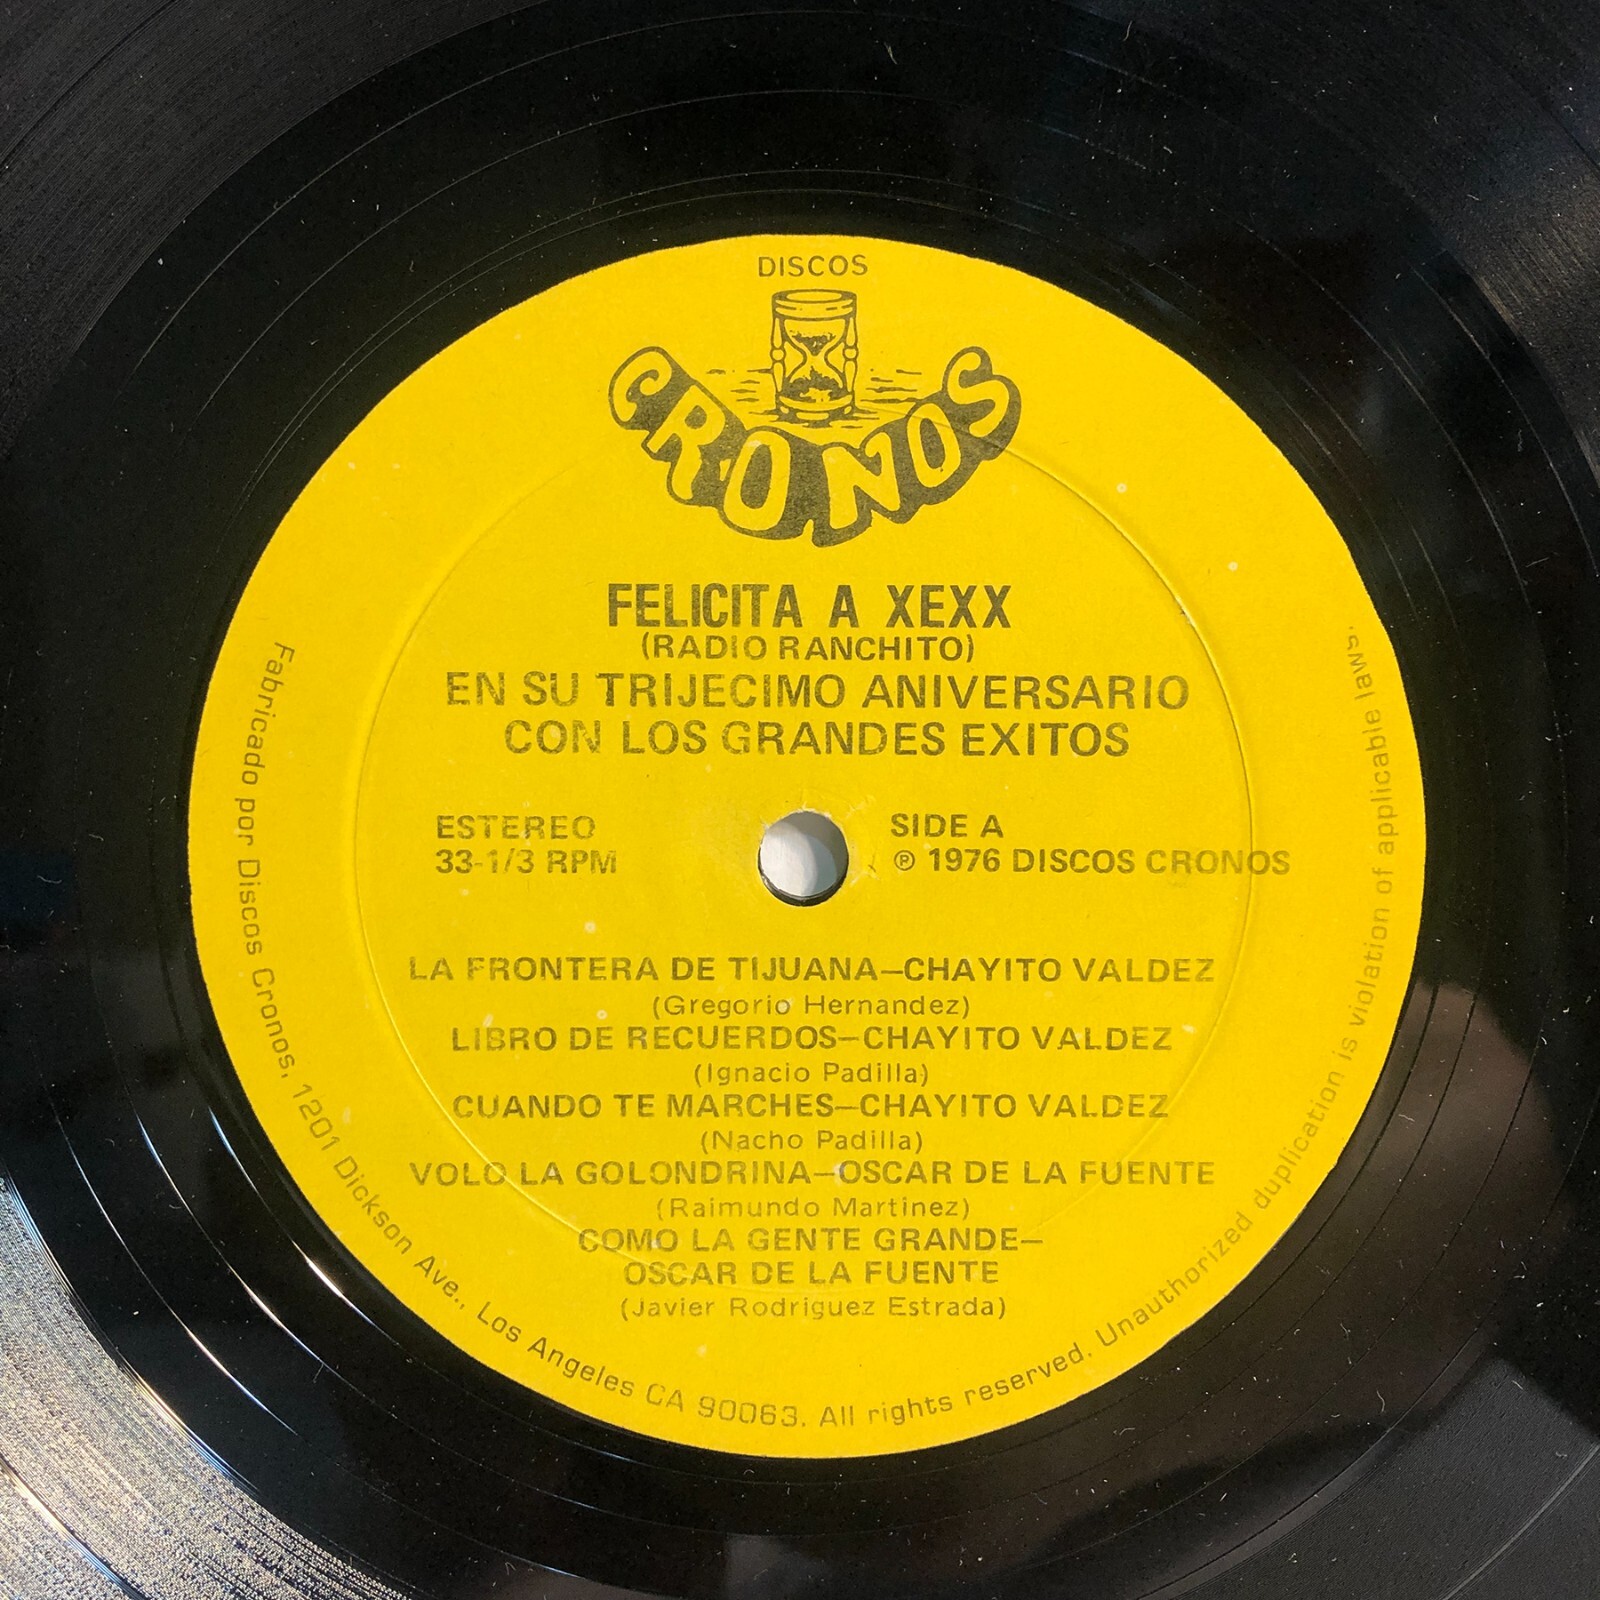 DISCOS
CRONOS
FELICITA A XEXX
(RADIO RANCHITO)
EN SU TRIJECIMO ANIVERSARIO
CON LOS GRANDES EXITOS
ESTEREO
33-1/3 RPM
SIDE A
℗ 1976 DISCOS CRONOS
LA FRONTERA DE TIJUANA—CHAYITO VALDEZ
(Gregorio Hernandez)
LIBRO DE RECUERDOS—CHAYITO VALDEZ
(Ignacio Padilla)
CUANDO TE MARCHES—CHAYITO VALDEZ
(Nacho Padilla)
VOLO LA GOLONDRINA—OSCAR DE LA FUENTE
(Raimundo Martinez)
COMO LA GENTE GRANDE—
OSCAR DE LA FUENTE
(Javier Rodriguez Estrada)
Fabricado por Discos Cronos, 1201 Dickson Ave., Los Angeles CA 90063. All rights reserved. Unauthorized duplication is violation of applicable laws.